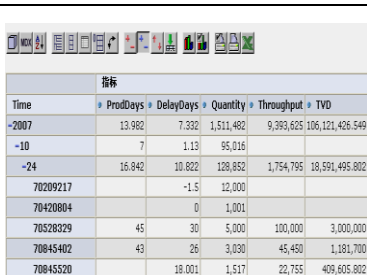 MDX
指标
Time ProdDays DelayDays Quantity Throughput TVD
-2007 13.982 7.332 1,511,482 9,393,625 106,121,426.549
-10 7 1.13 95,016
-24 16.842 10.822 128,852 1,754,795 18,591,495.802
70209217 -1.5 12,000
70420804 0 1,001
70528329 45 30 5,000 100,000 3,000,000
70845402 43 26 3,030 45,450 1,181,700
70845520 18.001 1,517 22,755 409,605.802